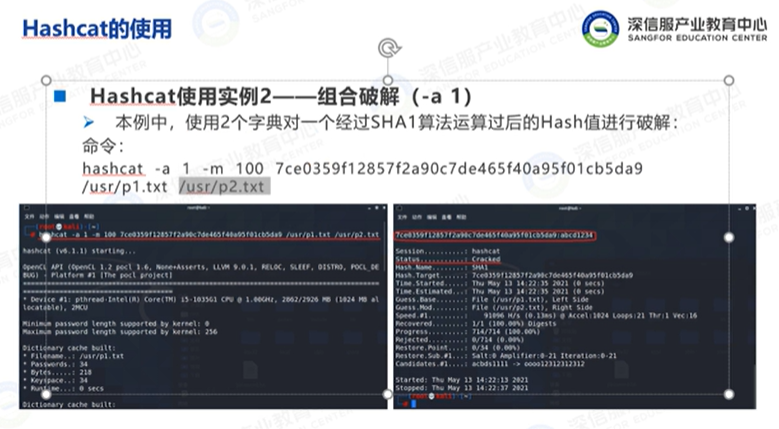 Hashcat的使用
深信服产业教育中心
SANGFOR EDUCATION CENTER
Hashcat使用实例2——组合破解（-a 1）
本例中，使用2个字典对一个经过SHA1算法运算过后的Hash值进行破解：
命令：
hashcat -a 1 -m 100 7ce0359f12857f2a90c7de465f40a95f01cb5da9
/usr/p1.txt /usr/p2.txt
root@kali:~
文件 动作 编辑 查看 帮助
(root kali)-[~]
# hashcat -a 1 -m 100 7ce0359f12857f2a90c7de465f40a95f01cb5da9 /usr/p1.txt /usr/p2.txt
hashcat (v6.1.1) starting...
OpenCL API (OpenCL 1.2 pocl 1.6, None+Asserts, LLVM 9.0.1, RELOC, SLEEF, DISTRO, POCL_DE
BUG) - Platform #1 [The pocl project]
* Device #1: pthread-Intel(R) Core(TM) i5-1035G1 CPU @ 1.00GHz, 2862/2926 MB (1024 MB al
locatable), 2MCU
Minimum password length supported by kernel: 0
Maximum password length supported by kernel: 256
Dictionary cache built:
* Filename..: /usr/p1.txt
* Passwords.: 34
* Bytes.....: 218
* Keyspace..: 34
* Runtime...: 0 secs
Dictionary cache built:
root@kali:~
文件 动作 编辑 查看 帮助
7ce0359f12857f2a90c7de465f40a95f01cb5da9:abcd1234
Session..........: hashcat
Status...........: Cracked
Hash.Name........: SHA1
Hash.Target......: 7ce0359f12857f2a90c7de465f40a95f01cb5da9
Time.Started.....: Thu May 13 14:22:35 2021 (0 secs)
Time.Estimated...: Thu May 13 14:22:35 2021 (0 secs)
Guess.Base.......: File (/usr/p1.txt), Left Side
Guess.Mod........: File (/usr/p2.txt), Right Side
Speed.#1.........: 91096 H/s (0.13ms) @ Accel:1024 Loops:21 Thr:1 Vec:16
Recovered........: 1/1 (100.00%) Digests
Progress.........: 714/714 (100.00%)
Rejected.........: 0/714 (0.00%)
Restore.Point....: 0/34 (0.00%)
Restore.Sub.#1...: Salt:0 Amplifier:0-21 Iteration:0-21
Candidates.#1....: acbds1111 -> oooo12312312312
Started: Thu May 13 14:22:13 2021
Stopped: Thu May 13 14:22:37 2021
(root kali)-[~]
#